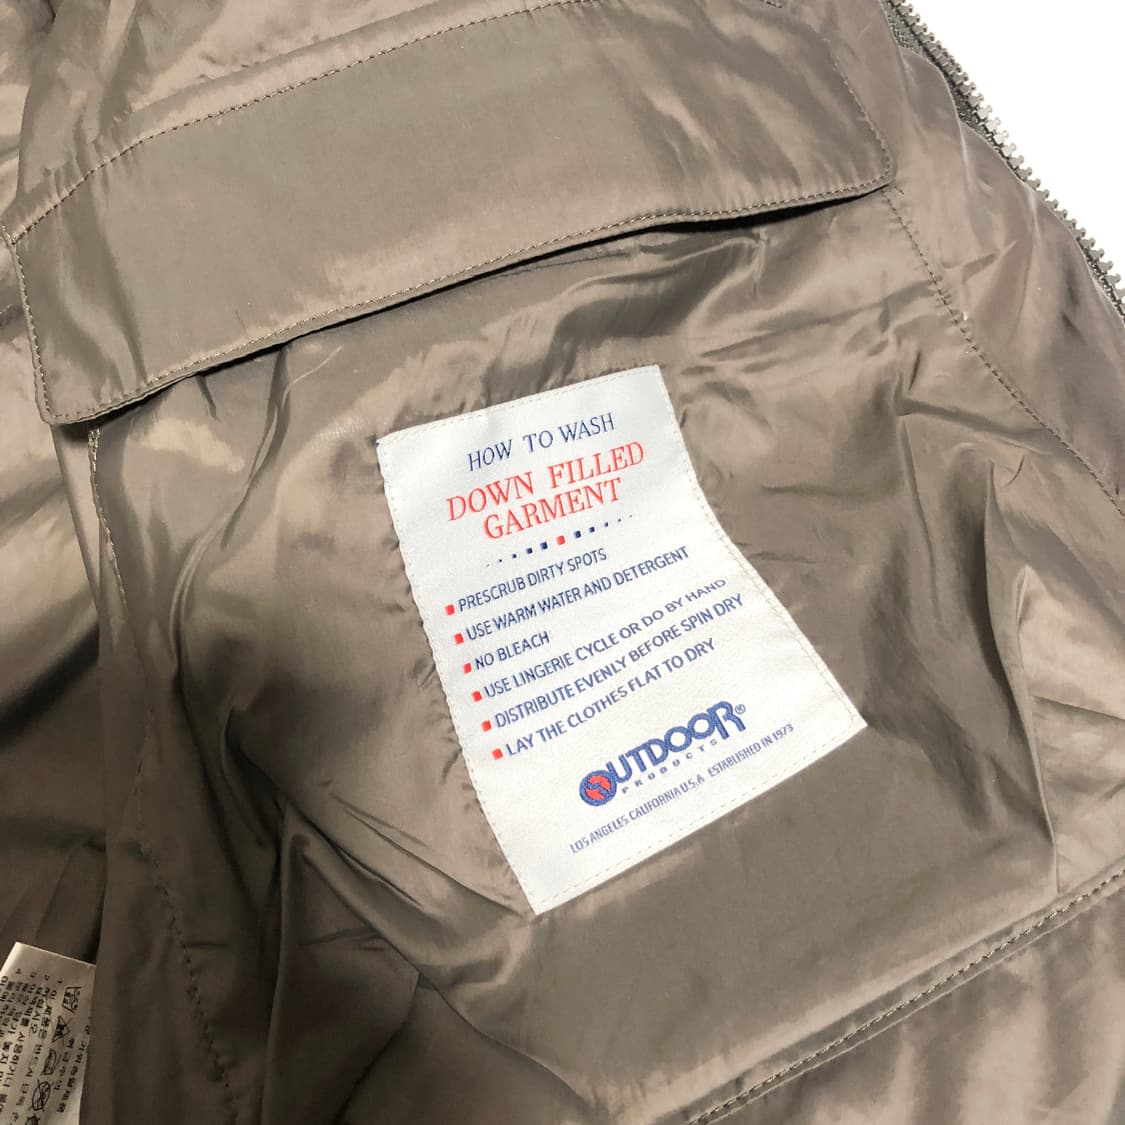 HOW TO WASH
DOWN FILLED
GARMENT
PRESCRUB DIRTY SPOTS
USE WARM WATER AND DETERGENT
NO BLEACH
USE LINGERIE CYCLE OR DO BY HAND
DISTRIBUTE EVENLY BEFORE SPIN DRY
LAY THE CLOTHES FLAT TO DRY
OUTDOOR®
PRODUCTS
LOS ANGELES CALIFORNIA U.S.A ESTABLISHED IN 1973